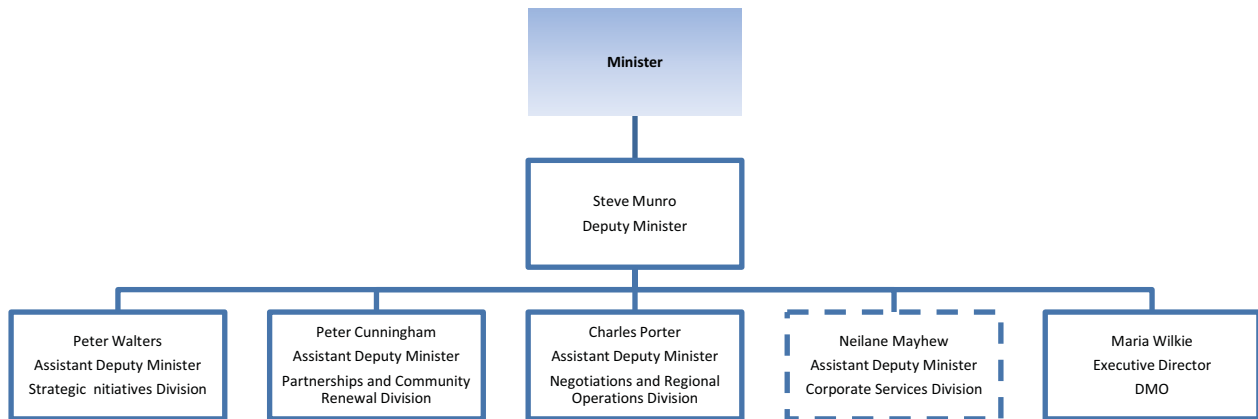 Minister
Steve Munro
Deputy Minister
Peter Walters
Assistant Deputy Minister
Strategic nitiatives Division
Peter Cunningham
Assistant Deputy Minister
Partnerships and Community
Renewal Division
Charles Porter
Assistant Deputy Minister
Negotiations and Regional
Operations Division
Neilane Mayhew
Assistant Deputy Minister
Corporate Services Division
Maria Wilkie
Executive Director
DMO